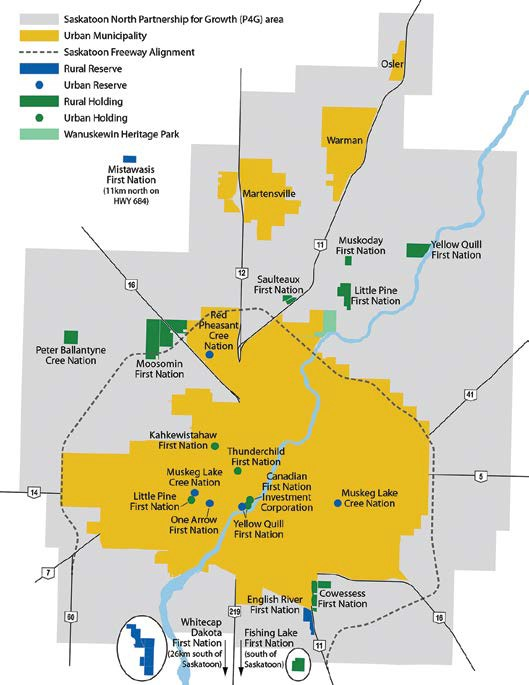 Saskatoon North Partnership for Growth (P4G) area
Urban Municipality
Saskatoon Freeway Alignment
Rural Reserve
Urban Reserve
Rural Holding
Urban Holding
Wanuskewin Heritage Park
Osler
Warman
Mistawasis
First Nation
(11km north on
HWY 684)
Martensville
11
Muskoday
First Nation
Yellow Quill
First Nation
12
16
Saulteaux
First Nation
Little Pine
First Nation
Red
Pheasant
Cree
Nation
Peter Ballantyne
Cree Nation
Moosomin
First Nation
41
Kahkewistahaw
First Nation
Thunderchild
First Nation
Muskeg Lake
Cree Nation
Canadian
First Nation
Investment
Corporation
5
14
Little Pine
First Nation
Muskeg Lake
Cree Nation
One Arrow
First Nation
Yellow Quill
First Nation
7
English River
First Nation
Cowessess
First Nation
60
219
16
Whitecap
Dakota
First Nation
(26km south of
Saskatoon)
Fishing Lake
First Nation
(south of
Saskatoon)
11